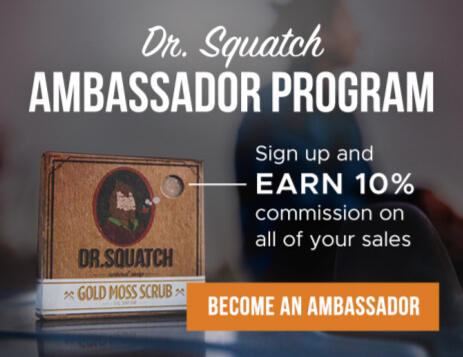 Dr. Squatch
AMBASSADOR PROGRAM
Sign up and
EARN 10%
commission on
all of your sales
DR.SQUATCH
GOLD MOSS SCRUB
BECOME AN AMBASSADOR